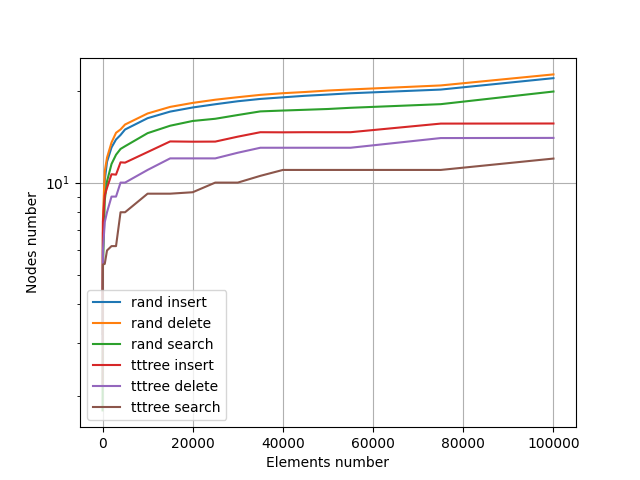 Nodes number
10¹
rand insert
rand delete
rand search
tttree insert
tttree delete
tttree search
0 20000 40000 60000 80000 100000
Elements number